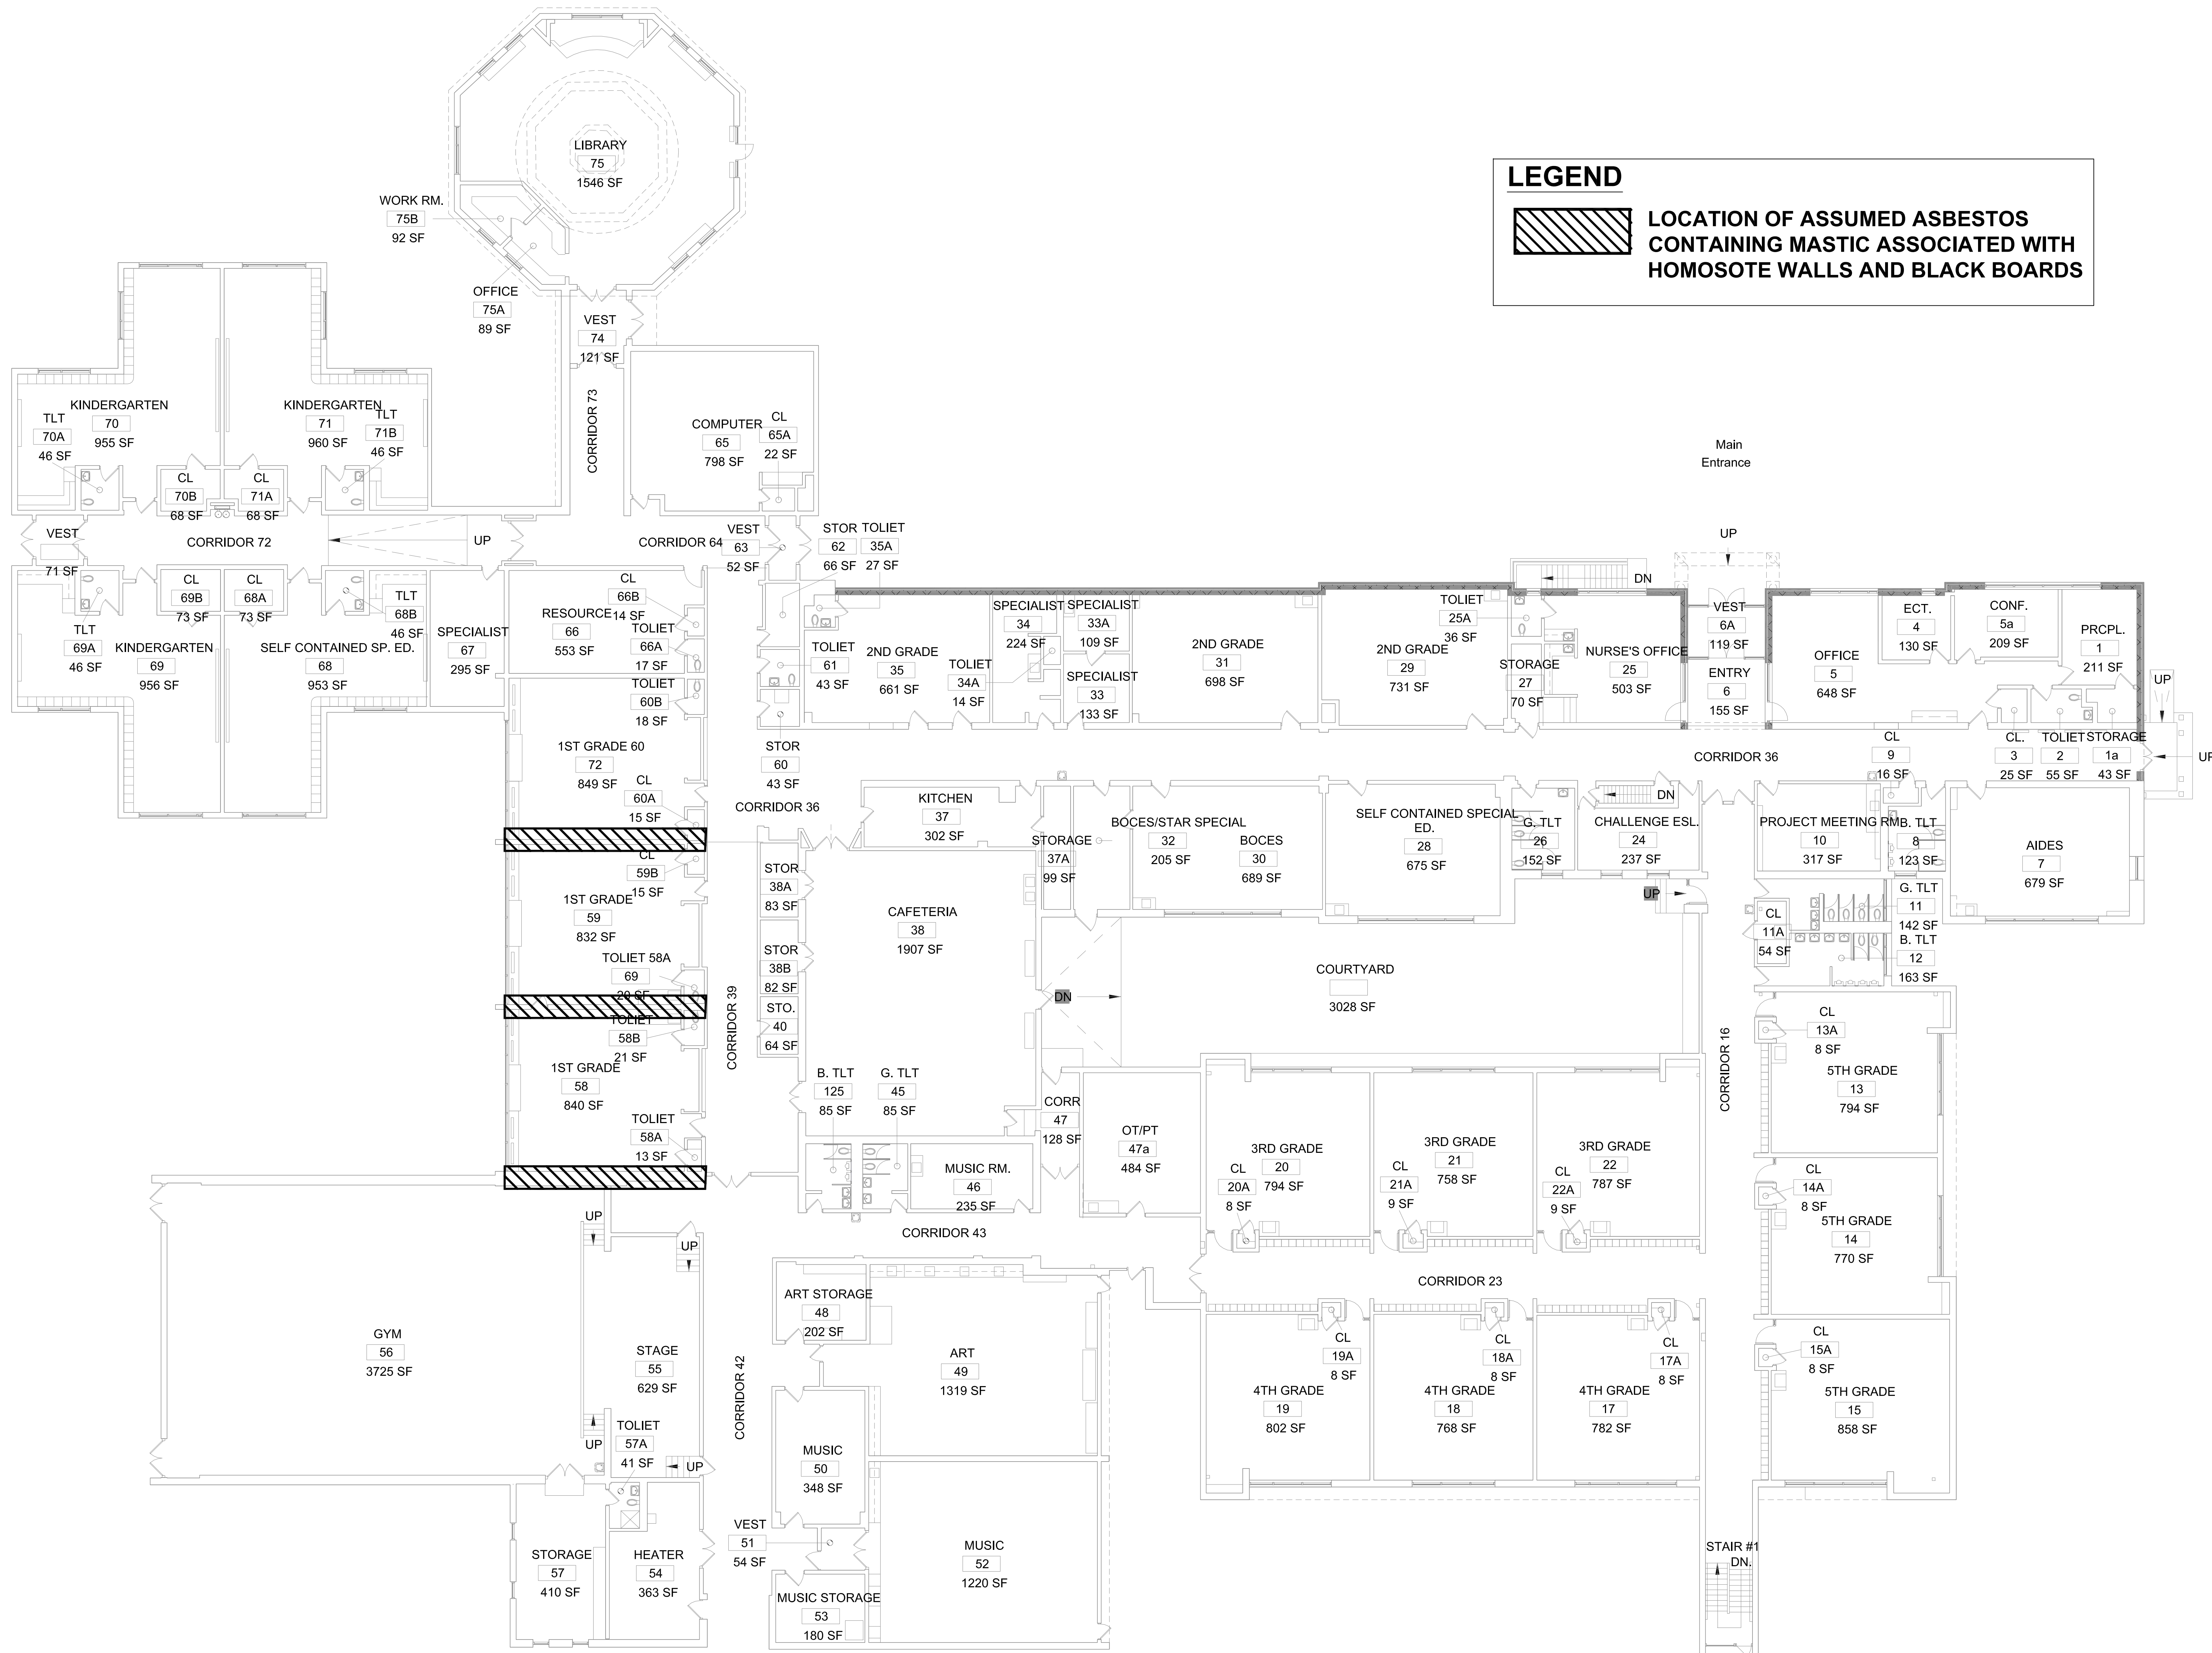 LEGEND
LOCATION OF ASSUMED ASBESTOS
CONTAINING MASTIC ASSOCIATED WITH
HOMOSOTE WALLS AND BLACK BOARDS
LIBRARY
75
1546 SF
WORK RM.
75B
92 SF
OFFICE
75A
89 SF
VEST
74
121 SF
CORRIDOR 73
KINDERGARTEN
70
955 SF
TLT
70A
46 SF
KINDERGARTEN
71
960 SF
TLT
71B
46 SF
CL
70B
68 SF
CL
71A
68 SF
COMPUTER
65
798 SF
CL
65A
22 SF
Main
Entrance
VEST
71 SF
CORRIDOR 72
UP
CORRIDOR 64
VEST
63
52 SF
STOR
62
66 SF
TOLIET
35A
27 SF
UP
DN
TLT
69A
46 SF
CL
69B
73 SF
CL
68A
73 SF
TLT
68B
46 SF
KINDERGARTEN
69
956 SF
SELF CONTAINED SP. ED.
68
953 SF
SPECIALIST
67
295 SF
RESOURCE
66
553 SF
CL
66B
14 SF
TOLIET
66A
17 SF
TOLIET
60B
18 SF
TOLIET
61
43 SF
2ND GRADE
35
661 SF
SPECIALIST
34
224 SF
TOLIET
34A
14 SF
SPECIALIST
33A
109 SF
SPECIALIST
33
133 SF
2ND GRADE
31
698 SF
2ND GRADE
29
731 SF
TOLIET
25A
36 SF
STORAGE
27
70 SF
NURSE'S OFFICE
25
503 SF
VEST
6A
119 SF
ENTRY
6
155 SF
OFFICE
5
648 SF
ECT.
4
130 SF
CONF.
5a
209 SF
PRCPL.
1
211 SF
UP
UP
1ST GRADE 60
72
849 SF
CL
60A
15 SF
STOR
60
43 SF
CORRIDOR 36
CORRIDOR 36
CL
9
16 SF
CL.
3
25 SF
TOLIET
2
55 SF
STORAGE
1a
43 SF
KITCHEN
37
302 SF
STORAGE
37A
99 SF
BOCES/STAR SPECIAL
32
205 SF
BOCES
30
689 SF
SELF CONTAINED SPECIAL
ED.
28
675 SF
G. TLT
26
152 SF
DN
CHALLENGE ESL.
24
237 SF
PROJECT MEETING RM
10
317 SF
B. TLT
8
123 SF
AIDES
7
679 SF
CL
59B
15 SF
1ST GRADE
59
832 SF
STOR
38A
83 SF
CAFETERIA
38
1907 SF
STOR
38B
82 SF
STO.
40
64 SF
UP
G. TLT
11
142 SF
CL
11A
54 SF
B. TLT
12
163 SF
COURTYARD
3028 SF
DN
TOLIET 58A
69
20 SF
TOLIET
58B
21 SF
1ST GRADE
58
840 SF
TOLIET
58A
13 SF
CORRIDOR 39
B. TLT
125
85 SF
G. TLT
45
85 SF
MUSIC RM.
46
235 SF
CORR
47
128 SF
OT/PT
47a
484 SF
CORRIDOR 16
CL
13A
8 SF
5TH GRADE
13
794 SF
3RD GRADE
20
794 SF
CL
20A
8 SF
3RD GRADE
21
758 SF
CL
21A
9 SF
3RD GRADE
22
787 SF
CL
22A
9 SF
CL
14A
8 SF
5TH GRADE
14
770 SF
CORRIDOR 43
CORRIDOR 23
UP
UP
GYM
56
3725 SF
STAGE
55
629 SF
UP
UP
TOLIET
57A
41 SF
CORRIDOR 42
ART STORAGE
48
202 SF
ART
49
1319 SF
MUSIC
50
348 SF
CL
19A
8 SF
4TH GRADE
19
802 SF
CL
18A
8 SF
4TH GRADE
18
768 SF
CL
17A
8 SF
4TH GRADE
17
782 SF
CL
15A
8 SF
5TH GRADE
15
858 SF
STORAGE
57
410 SF
HEATER
54
363 SF
VEST
51
54 SF
MUSIC
52
1220 SF
MUSIC STORAGE
53
180 SF
STAIR #1
DN.